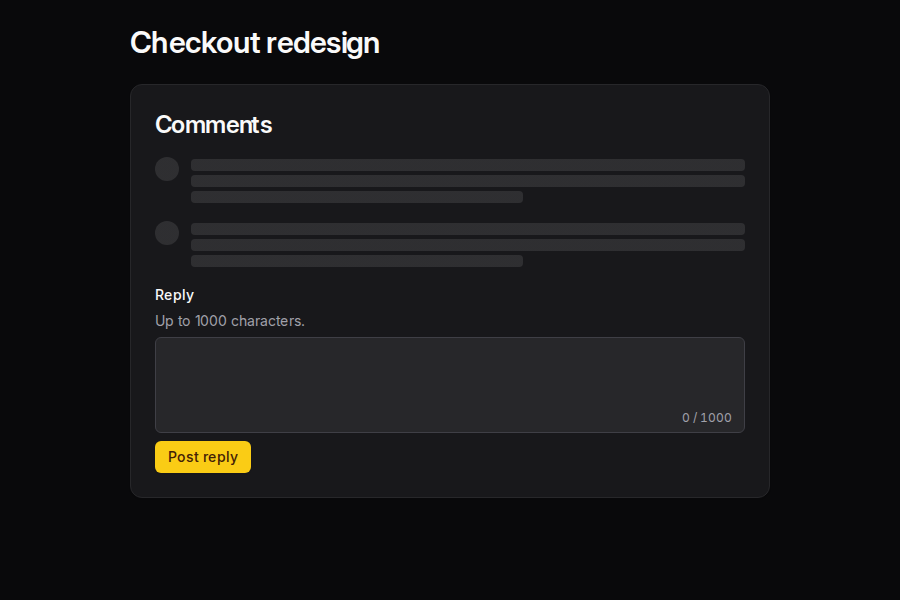 Checkout redesign
Comments
Reply
Up to 1000 characters.
0 / 1000
Post reply